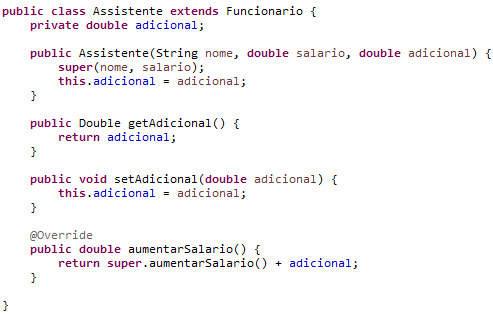 public class Assistente extends Funcionario {
    private double adicional;

    public Assistente(String nome, double salario, double adicional) {
        super(nome, salario);
        this.adicional = adicional;
    }

    public Double getAdicional() {
        return adicional;
    }

    public void setAdicional(double adicional) {
        this.adicional = adicional;
    }

    @Override
    public double aumentarSalario() {
        return super.aumentarSalario() + adicional;
    }

}